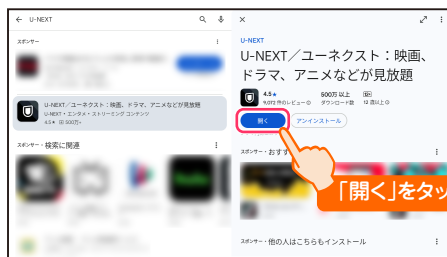 U-NEXT
スポンサー
U-NEXT／ユーネクスト：映画、ドラマ、アニメなどが見放題
U-NEXT・エンタメ・ストリーミング コンテンツ
4.5★ 500万+
スポンサー・検索に関連
U-NEXT
U-NEXT／ユーネクスト：映画、
ドラマ、アニメなどが見放題
4.5★
9,072 件のレビュー
500万 以上
ダウンロード数
12 歳以上
開く
アンインストール
スポンサー・おすす
「開く」をタッ
スポンサー・他の人はこちらもインストール